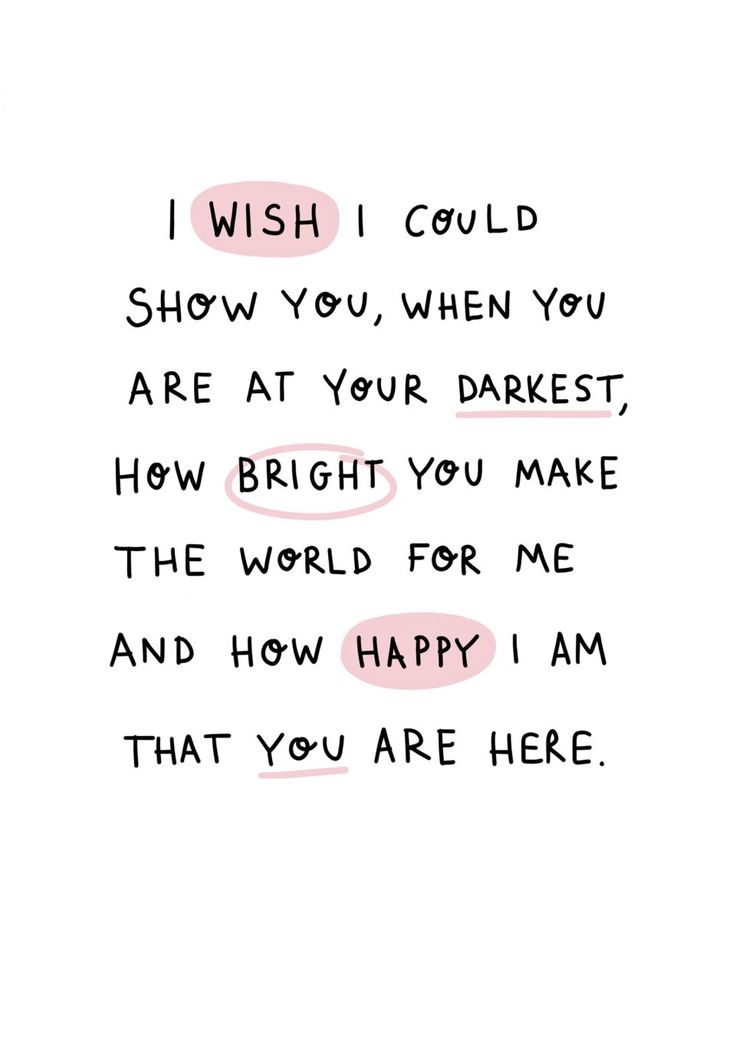 I WISH I COULD
SHOW YOU, WHEN YOU
ARE AT YOUR DARKEST,
HOW BRIGHT YOU MAKE
THE WORLD FOR ME
AND HOW HAPPY I AM
THAT YOU ARE HERE.